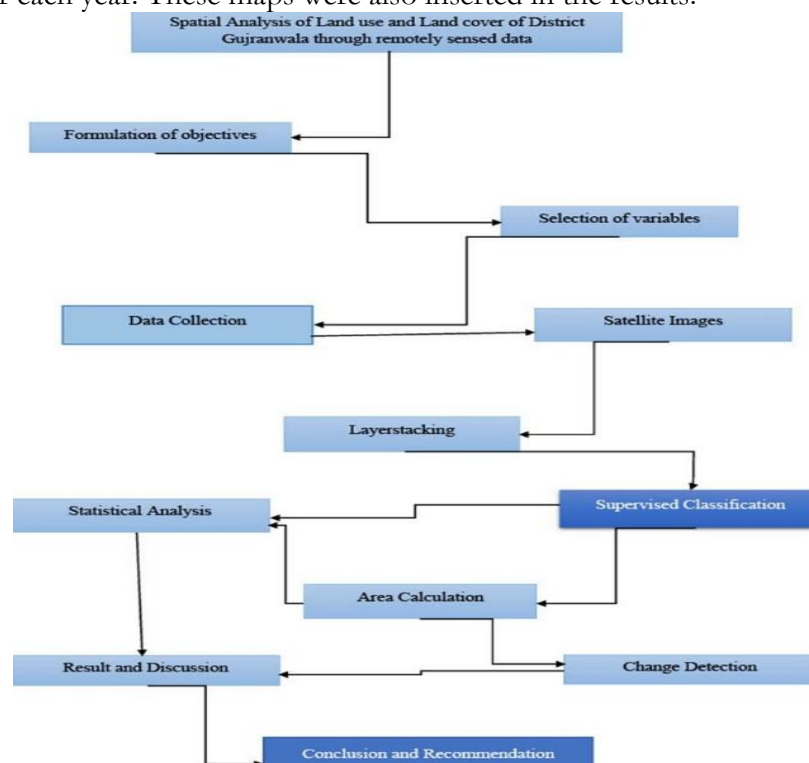 each year. These maps were also inserted in the results.
Spatial Analysis of Land use and Land cover of District
Gujranwala through remotely sensed data
Formulation of objectives
Selection of variables
Data Collection
Satellite Images
Layerstacking
Supervised Classification
Statistical Analysis
Area Calculation
Result and Discussion
Change Detection
Conclusion and Recommendation